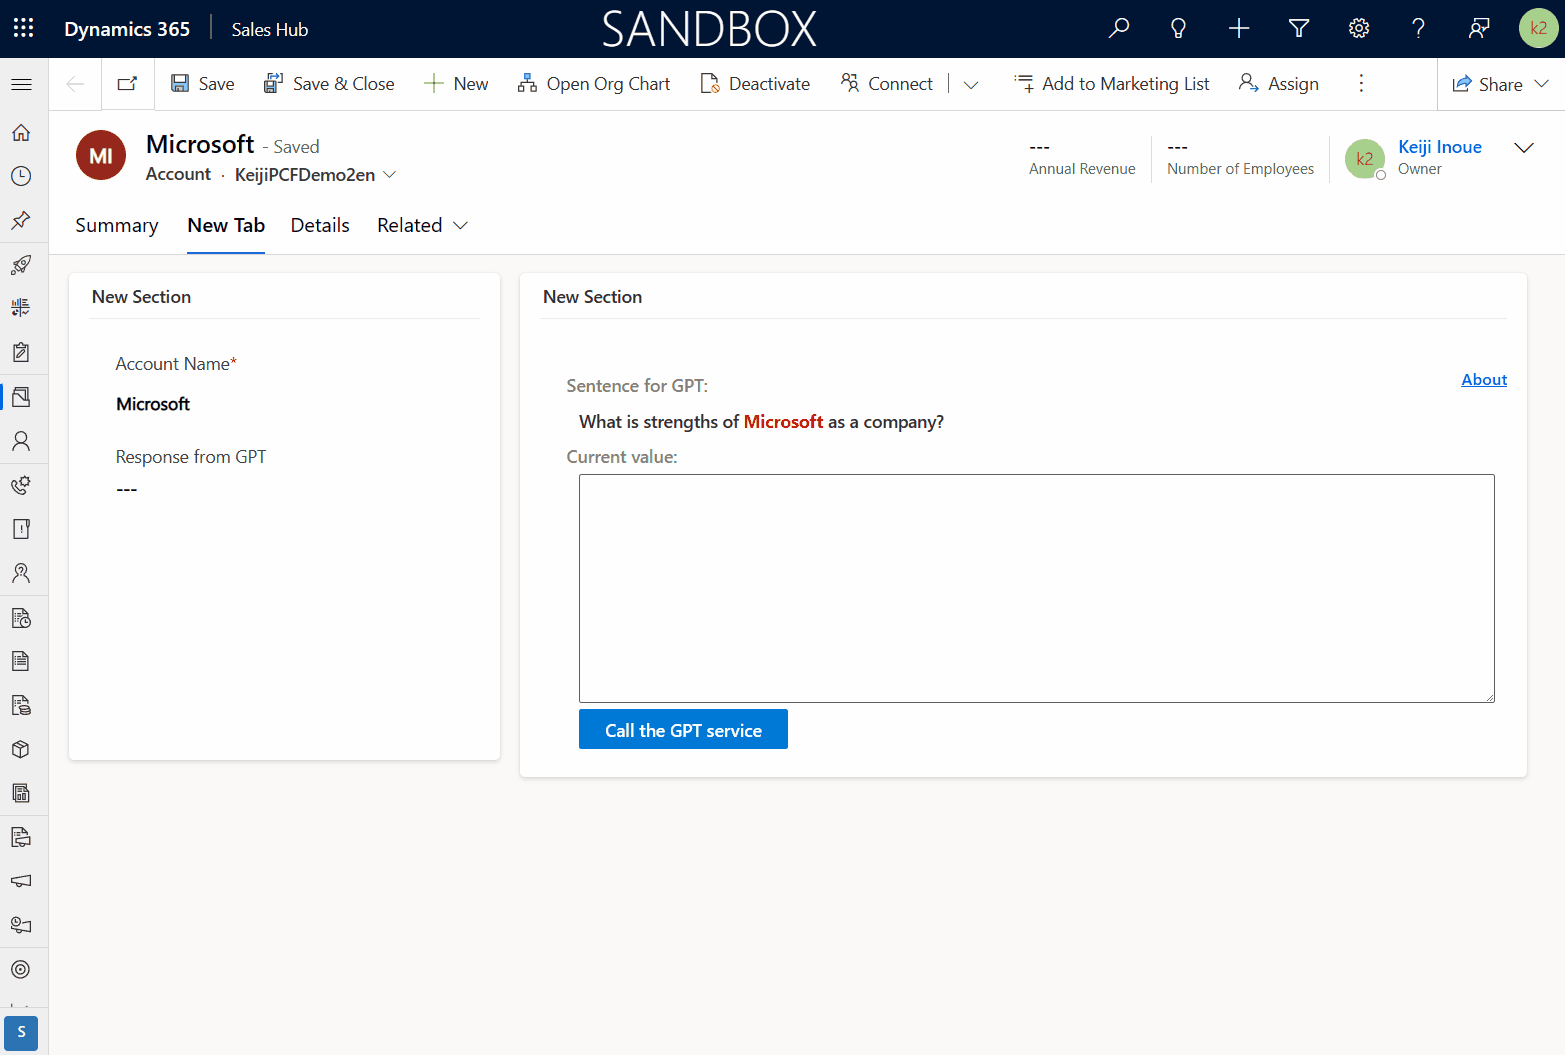 Dynamics 365 Sales Hub SANDBOX k2
Save Save & Close New Open Org Chart Deactivate Connect Add to Marketing List Assign Share
MI
Microsoft - Saved
Account · KeijiPCFDemo2en
---
Annual Revenue
---
Number of Employees
k2
Keiji Inoue
Owner
Summary New Tab Details Related
New Section
Account Name*
Microsoft
Response from GPT
---
New Section
Sentence for GPT:
About
What is strengths of Microsoft as a company?
Current value:
Call the GPT service
S